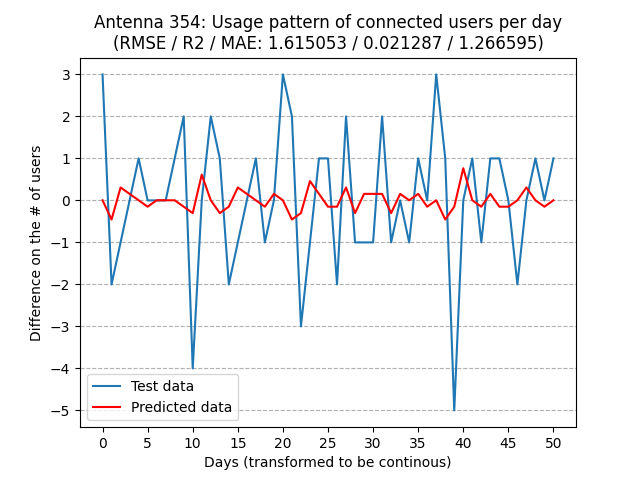 Antenna 354: Usage pattern of connected users per day
(RMSE / R2 / MAE: 1.615053 / 0.021287 / 1.266595)
Difference on the # of users
3
2
1
0
−1
−2
−3
−4
−5
Test data
Predicted data
0 5 10 15 20 25 30 35 40 45 50
Days (transformed to be continous)